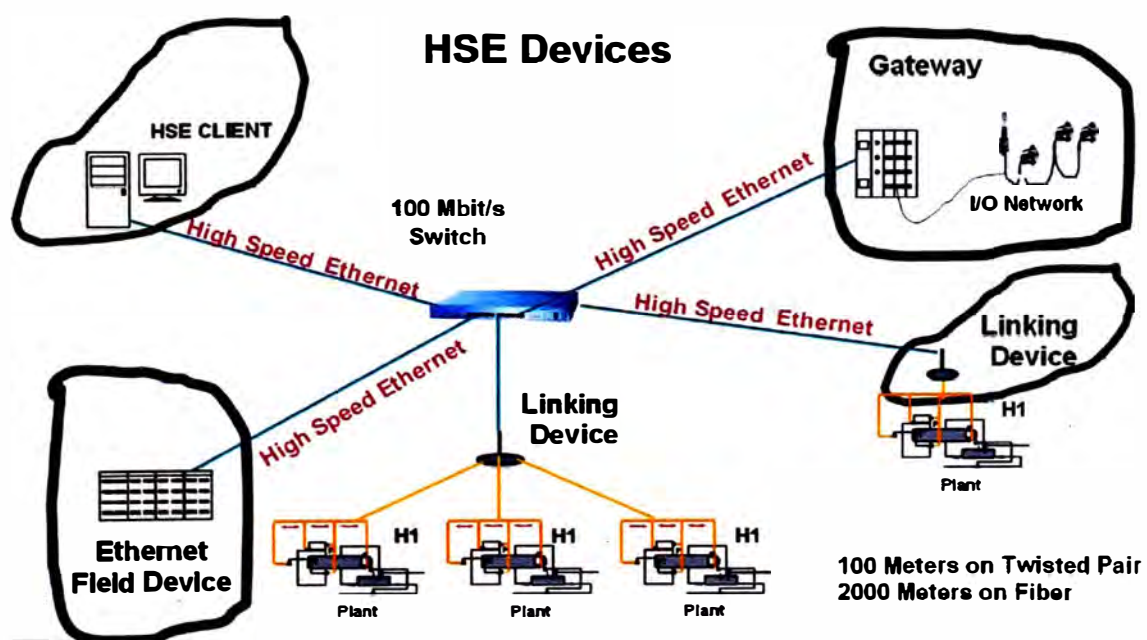 HSE Devices
Gateway
HSE CLIENT
I/O Network
100 Mbit/s
Switch
High Speed Ethernet
High Speed Ethernet
High Speed Ethernet
High Speed Ethernet
Linking
Device
H1
Plant
Linking
Device
Ethernet
Field Device
H1
H1
H1
Plant
Plant
Plant
100 Meters on Twisted Pair
2000 Meters on Fiber